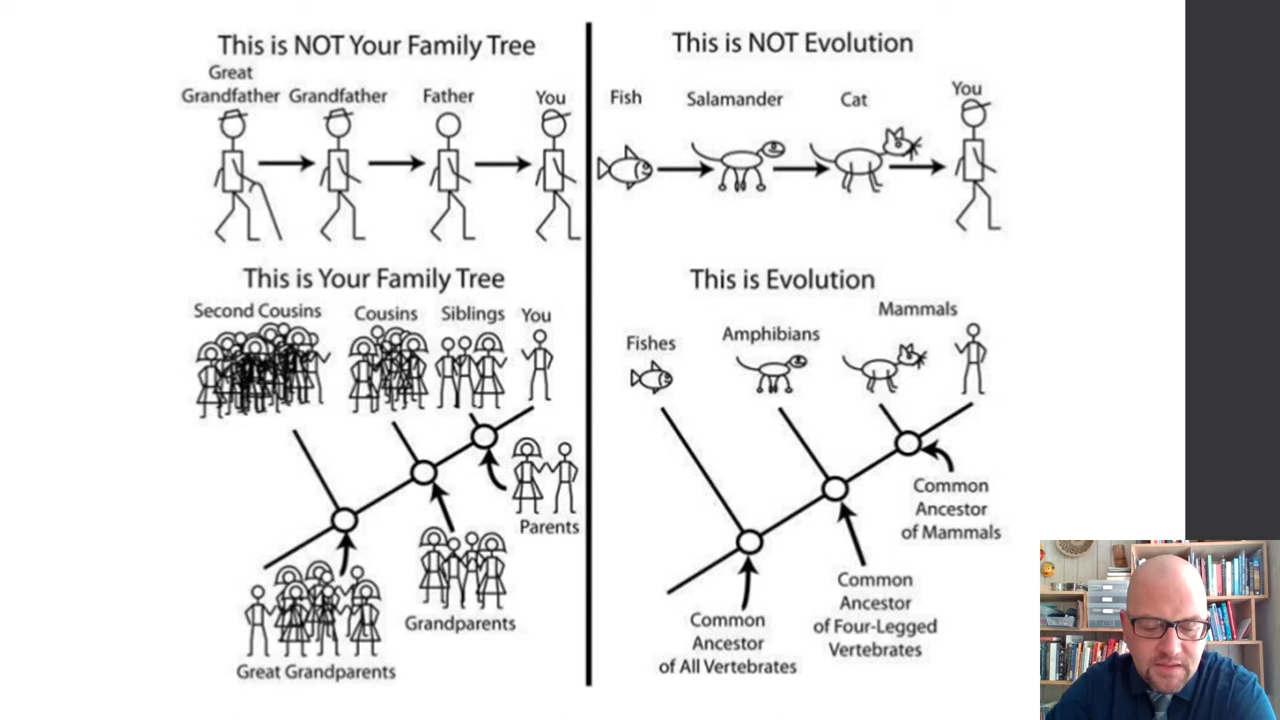 This is NOT Your Family Tree
Great
Grandfather
Grandfather
Father
You
This is Your Family Tree
Second Cousins
Cousins
Siblings
You
Parents
Grandparents
Great Grandparents
This is NOT Evolution
Fish
Salamander
Cat
You
This is Evolution
Fishes
Amphibians
Mammals
Common
Ancestor
of Mammals
Common
Ancestor
of Four-Legged
Vertebrates
Common
Ancestor
of All Vertebrates